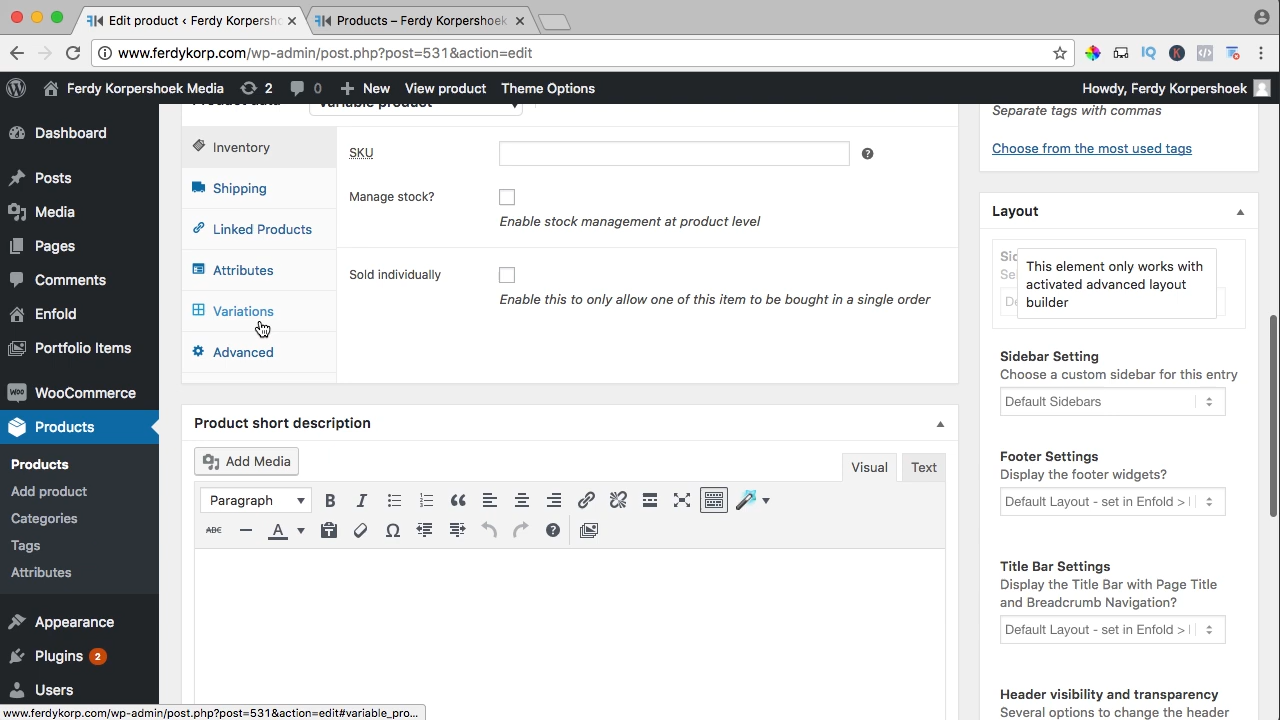 Edit product ‹ Ferdy Korpersho
Products – Ferdy Korpershoek
www.ferdykorp.com/wp-admin/post.php?post=531&action=edit
Ferdy Korpershoek Media
2
0
New
View product
Theme Options
Howdy, Ferdy Korpershoek
Dashboard
Posts
Media
Pages
Comments
Enfold
Portfolio Items
WooCommerce
Products
Products
Add product
Categories
Tags
Attributes
Appearance
Plugins 2
Users
Product data
Variable product
Inventory
Shipping
Linked Products
Attributes
Variations
Advanced
SKU
Manage stock?
Enable stock management at product level
Sold individually
Enable this to only allow one of this item to be bought in a single order
Product short description
Add Media
Visual
Text
Paragraph
ABC
Separate tags with commas
Choose from the most used tags
Layout
This element only works with
activated advanced layout
builder
Sidebar Setting
Choose a custom sidebar for this entry
Default Sidebars
Footer Settings
Display the footer widgets?
Default Layout - set in Enfold >
Title Bar Settings
Display the Title Bar with Page Title
and Breadcrumb Navigation?
Default Layout - set in Enfold >
Header visibility and transparency
Several options to change the header
www.ferdykorp.com/wp-admin/post.php?post=531&action=edit#variable_pro...